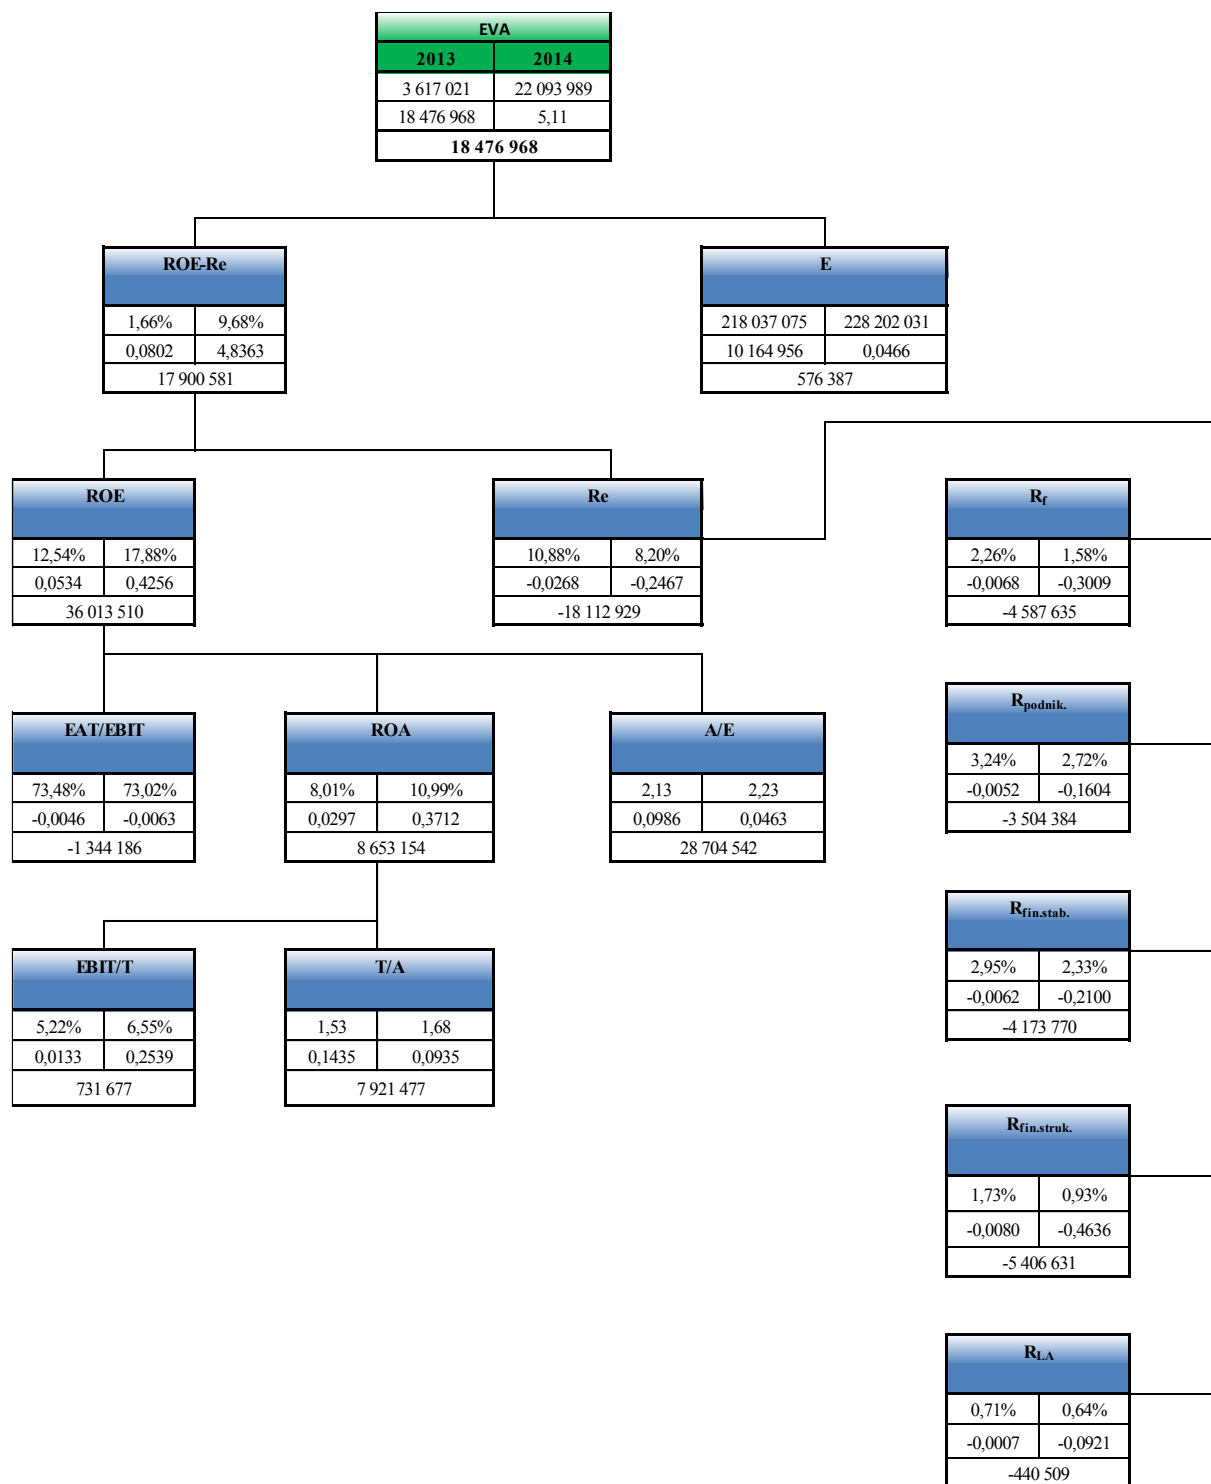 EVA
2013 2014
3 617 021 22 093 989
18 476 968 5,11
18 476 968
ROE-Re
1,66% 9,68%
0,0802 4,8363
17 900 581
E
218 037 075 228 202 031
10 164 956 0,0466
576 387
ROE
12,54% 17,88%
0,0534 0,4256
36 013 510
Re
10,88% 8,20%
-0,0268 -0,2467
-18 112 929
Rf
2,26% 1,58%
-0,0068 -0,3009
-4 587 635
EAT/EBIT
73,48% 73,02%
-0,0046 -0,0063
-1 344 186
ROA
8,01% 10,99%
0,0297 0,3712
8 653 154
A/E
2,13 2,23
0,0986 0,0463
28 704 542
Rpodnik.
3,24% 2,72%
-0,0052 -0,1604
-3 504 384
Rfin.stab.
2,95% 2,33%
-0,0062 -0,2100
-4 173 770
EBIT/T
5,22% 6,55%
0,0133 0,2539
731 677
T/A
1,53 1,68
0,1435 0,0935
7 921 477
Rfin.struk.
1,73% 0,93%
-0,0080 -0,4636
-5 406 631
RLA
0,71% 0,64%
-0,0007 -0,0921
-440 509